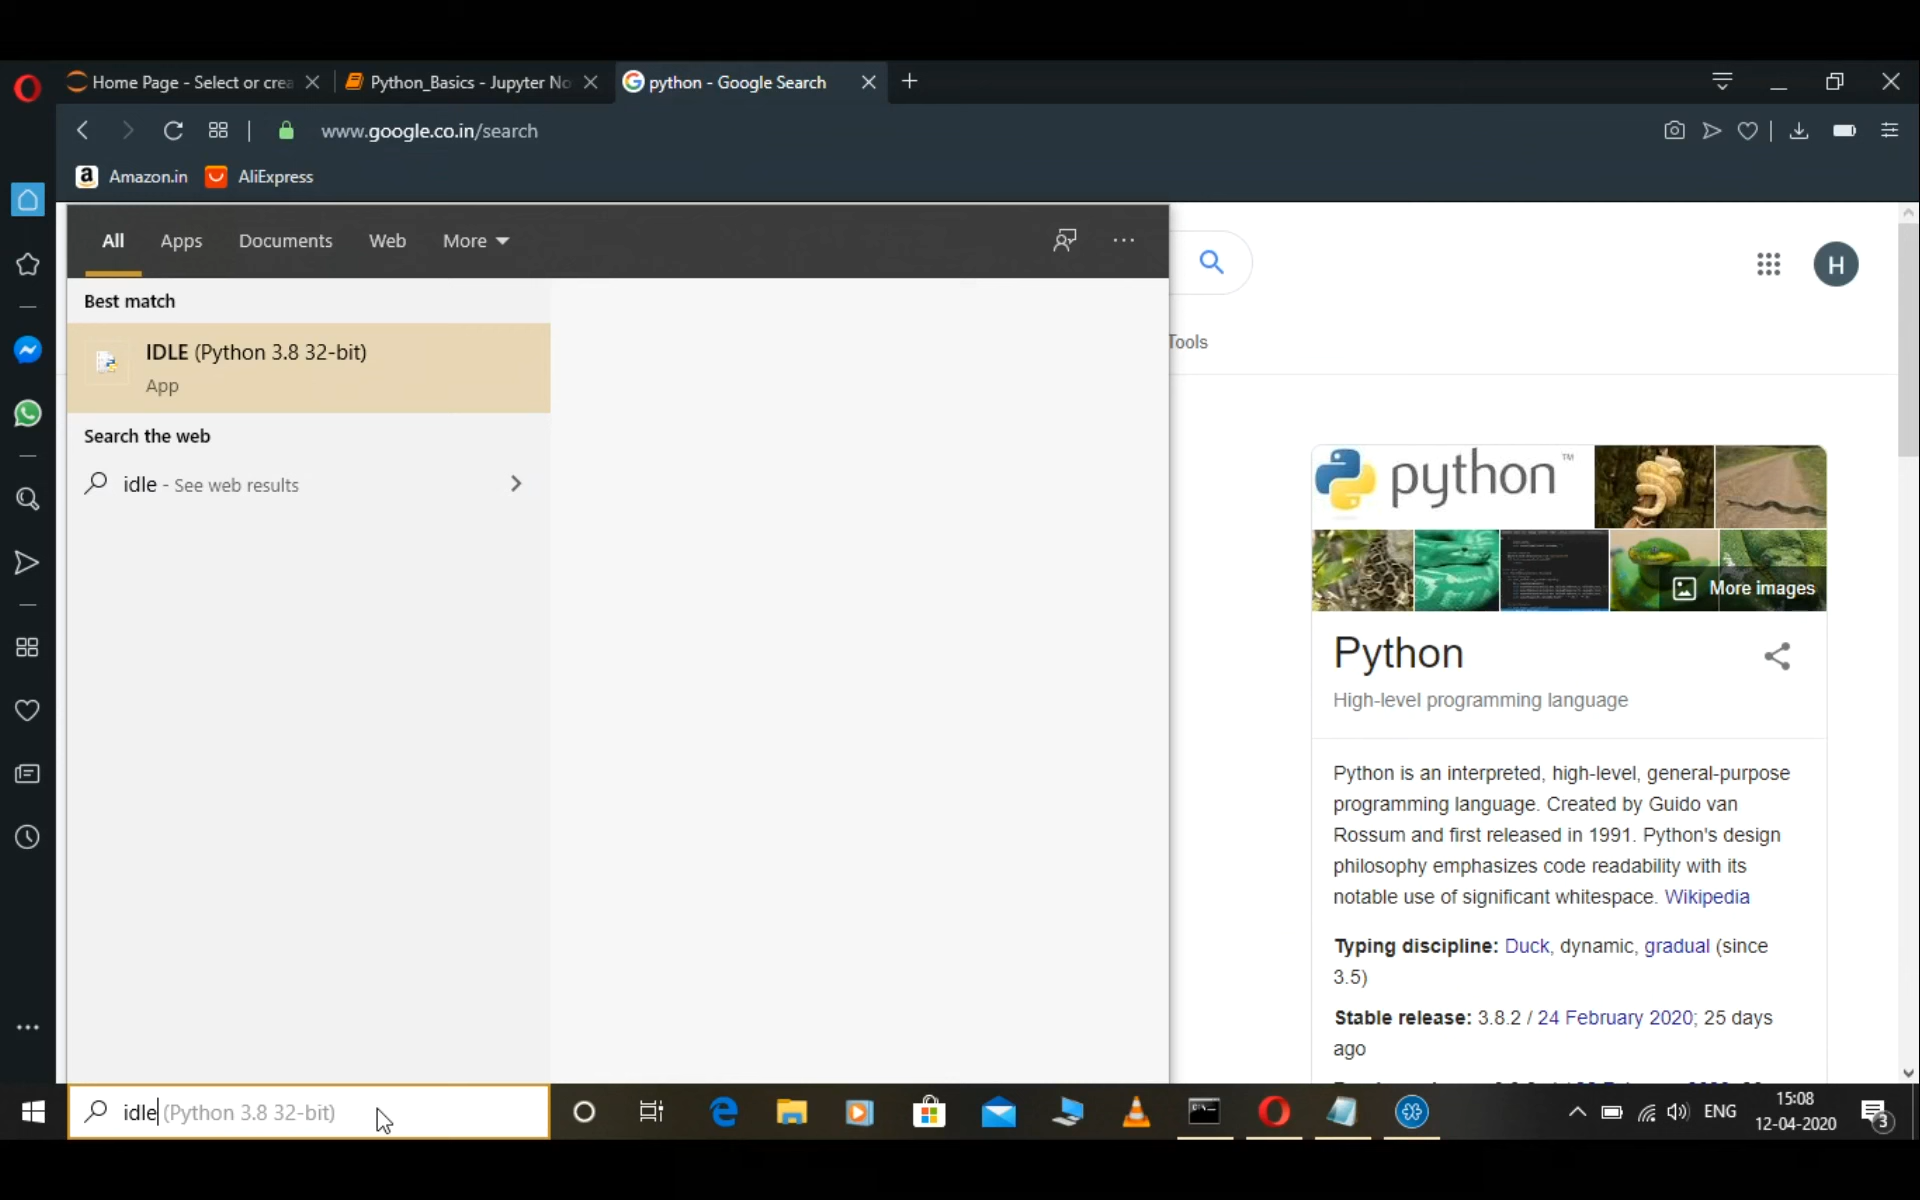 Home Page - Select or crea
Python_Basics - Jupyter No
python - Google Search
www.google.co.in/search
Amazon.in
AliExpress
All
Apps
Documents
Web
More
Best match
IDLE (Python 3.8 32-bit)
App
Search the web
idle - See web results
Tools
H
python™
More images
Python
High-level programming language
Python is an interpreted, high-level, general-purpose
programming language. Created by Guido van
Rossum and first released in 1991. Python's design
philosophy emphasizes code readability with its
notable use of significant whitespace. Wikipedia
Typing discipline: Duck, dynamic, gradual (since
3.5)
Stable release: 3.8.2 / 24 February 2020; 25 days
ago
idle (Python 3.8 32-bit)
ENG
15:08
12-04-2020
3